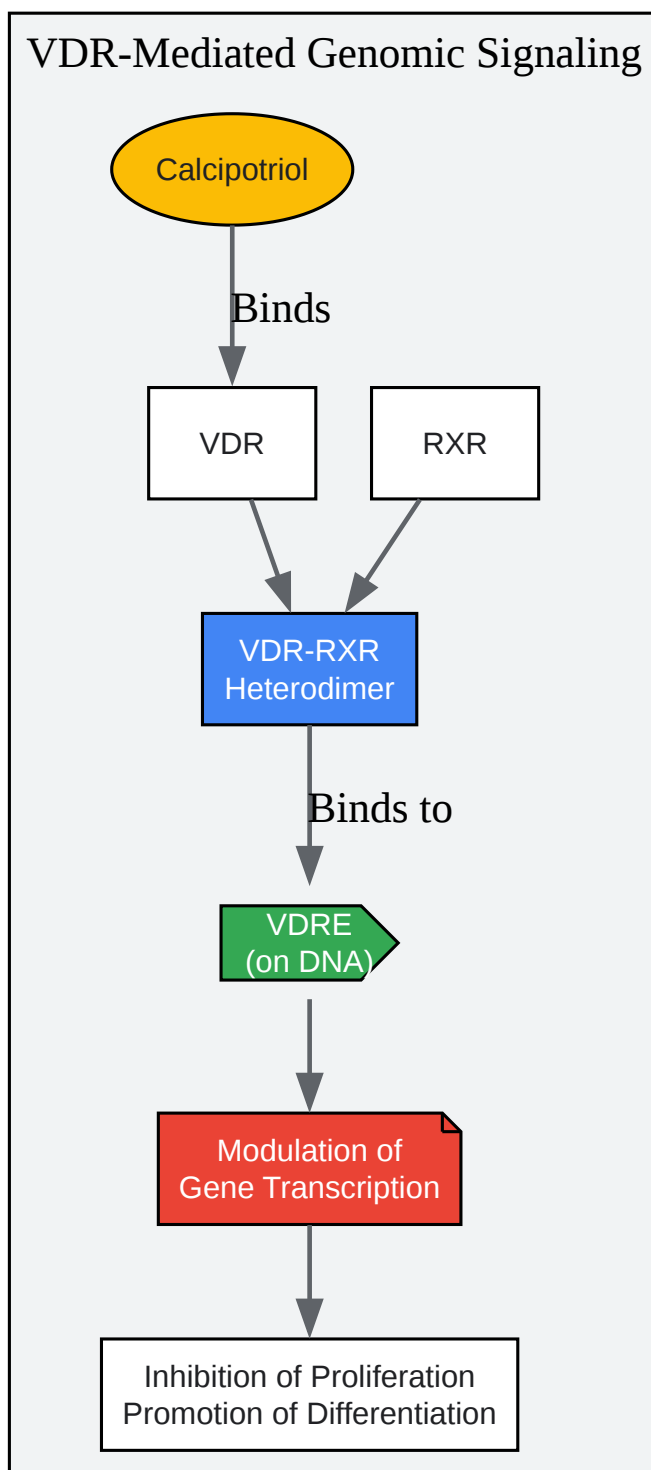 VDR-Mediated Genomic Signaling
Calcipotriol
Binds
VDR
RXR
VDR-RXR
Heterodimer
Binds to
VDRE
(on DNA)
Modulation of
Gene Transcription
Inhibition of Proliferation
Promotion of Differentiation